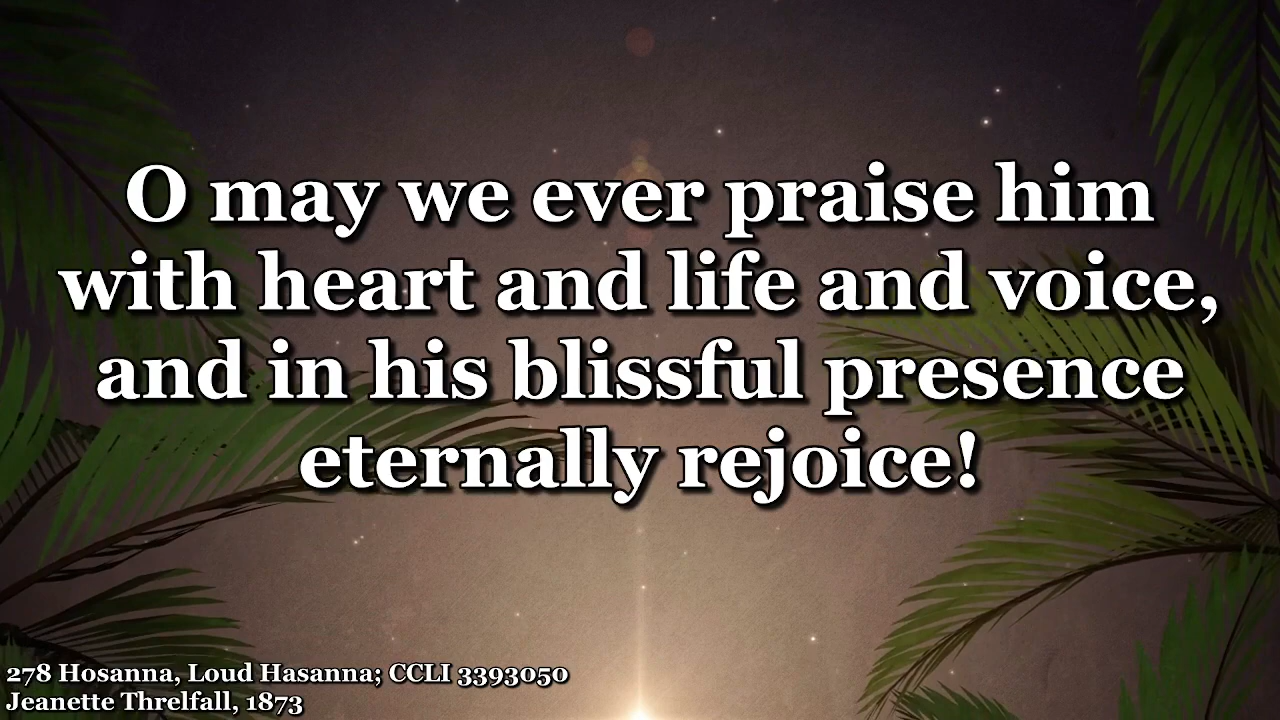 O may we ever praise him
with heart and life and voice,
and in his blissful presence
eternally rejoice!
278 Hosanna, Loud Hasanna; CCLI 3393050
Jeanette Threlfall, 1873